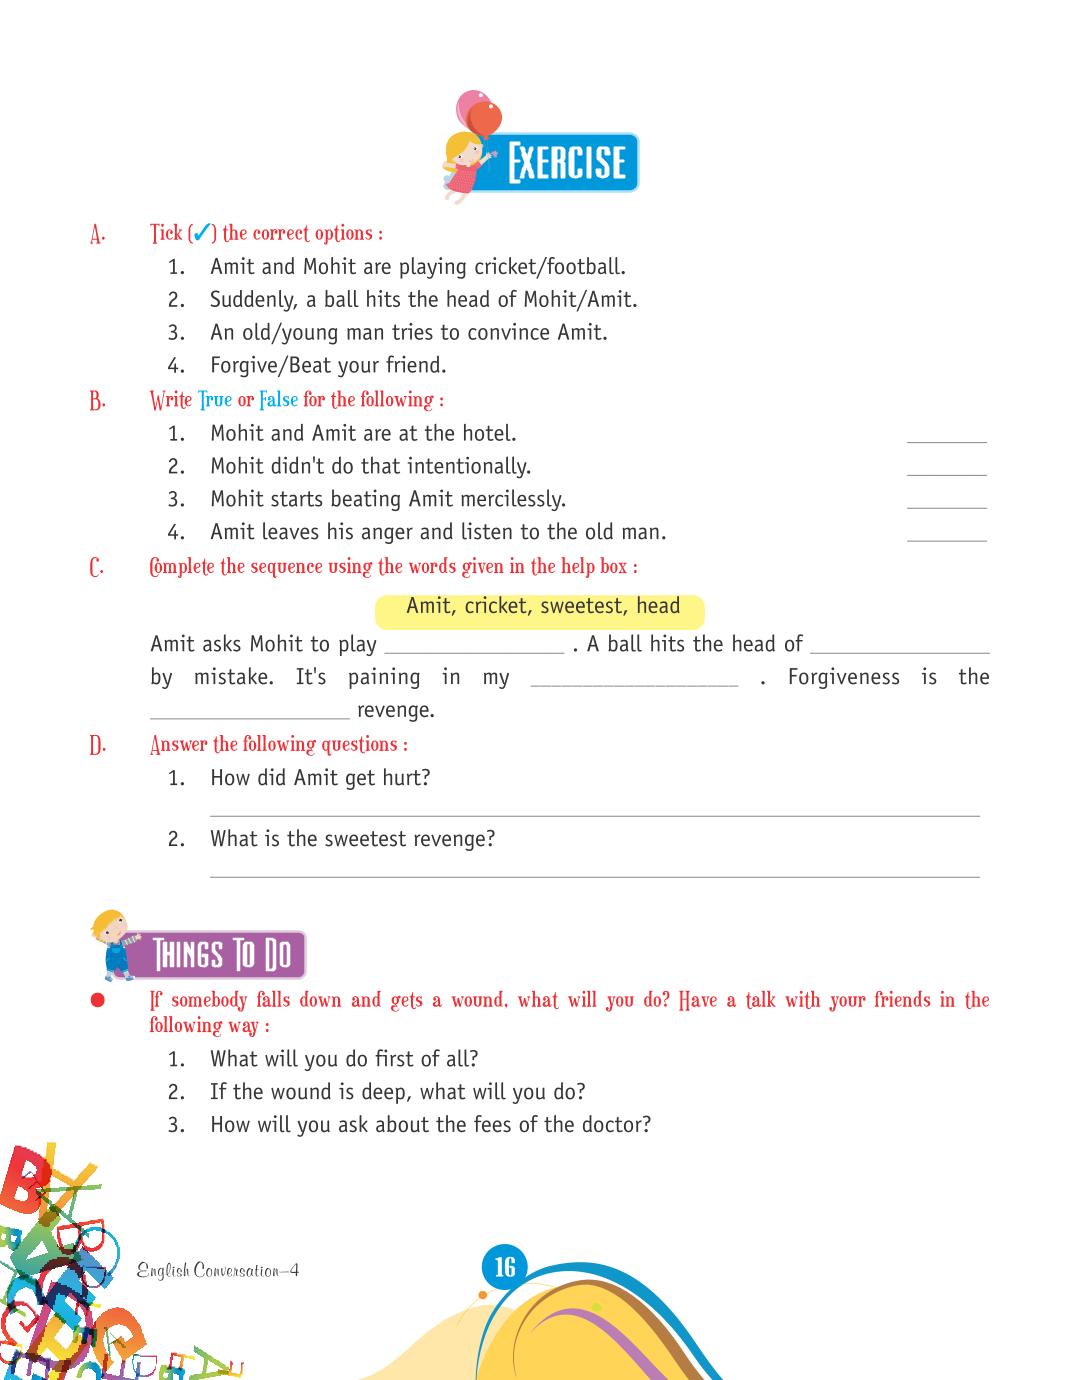 EXERCISE
A. Tick (✓) the correct options :
1. Amit and Mohit are playing cricket/football.
2. Suddenly, a ball hits the head of Mohit/Amit.
3. An old/young man tries to convince Amit.
4. Forgive/Beat your friend.
B. Write True or False for the following :
1. Mohit and Amit are at the hotel. ________
2. Mohit didn't do that intentionally. ________
3. Mohit starts beating Amit mercilessly. ________
4. Amit leaves his anger and listen to the old man. ________
C. Complete the sequence using the words given in the help box :
Amit, cricket, sweetest, head
Amit asks Mohit to play ________________ . A ball hits the head of ________________
by mistake. It's paining in my ___________________ . Forgiveness is the
__________________ revenge.
D. Answer the following questions :
1. How did Amit get hurt?
2. What is the sweetest revenge?
THINGS TO DO
● If somebody falls down and gets a wound, what will you do? Have a talk with your friends in the
following way :
1. What will you do first of all?
2. If the wound is deep, what will you do?
3. How will you ask about the fees of the doctor?
English Conversation–4
16